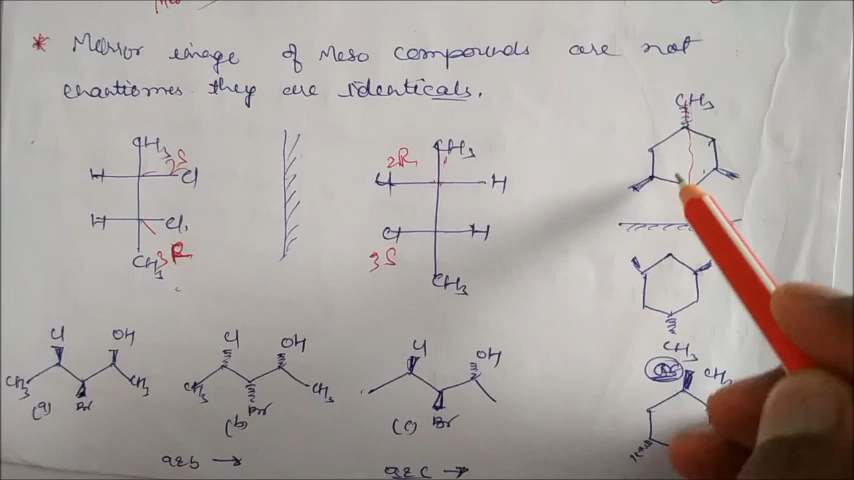 * Mirror image of Meso compounds are not
enantiomes they are identicals.
CH3
CH3
2S
H
Cl
H
Cl
3R
CH3
CH3
2R
Cl
H
Cl
H
3S
CH3
CH3
Cl
OH
CH3
Br
CH3
(a)
Cl
OH
CH3
Br
CH3
(b)
Cl
OH
Br
(c)
CH3
a & b →
a & c →